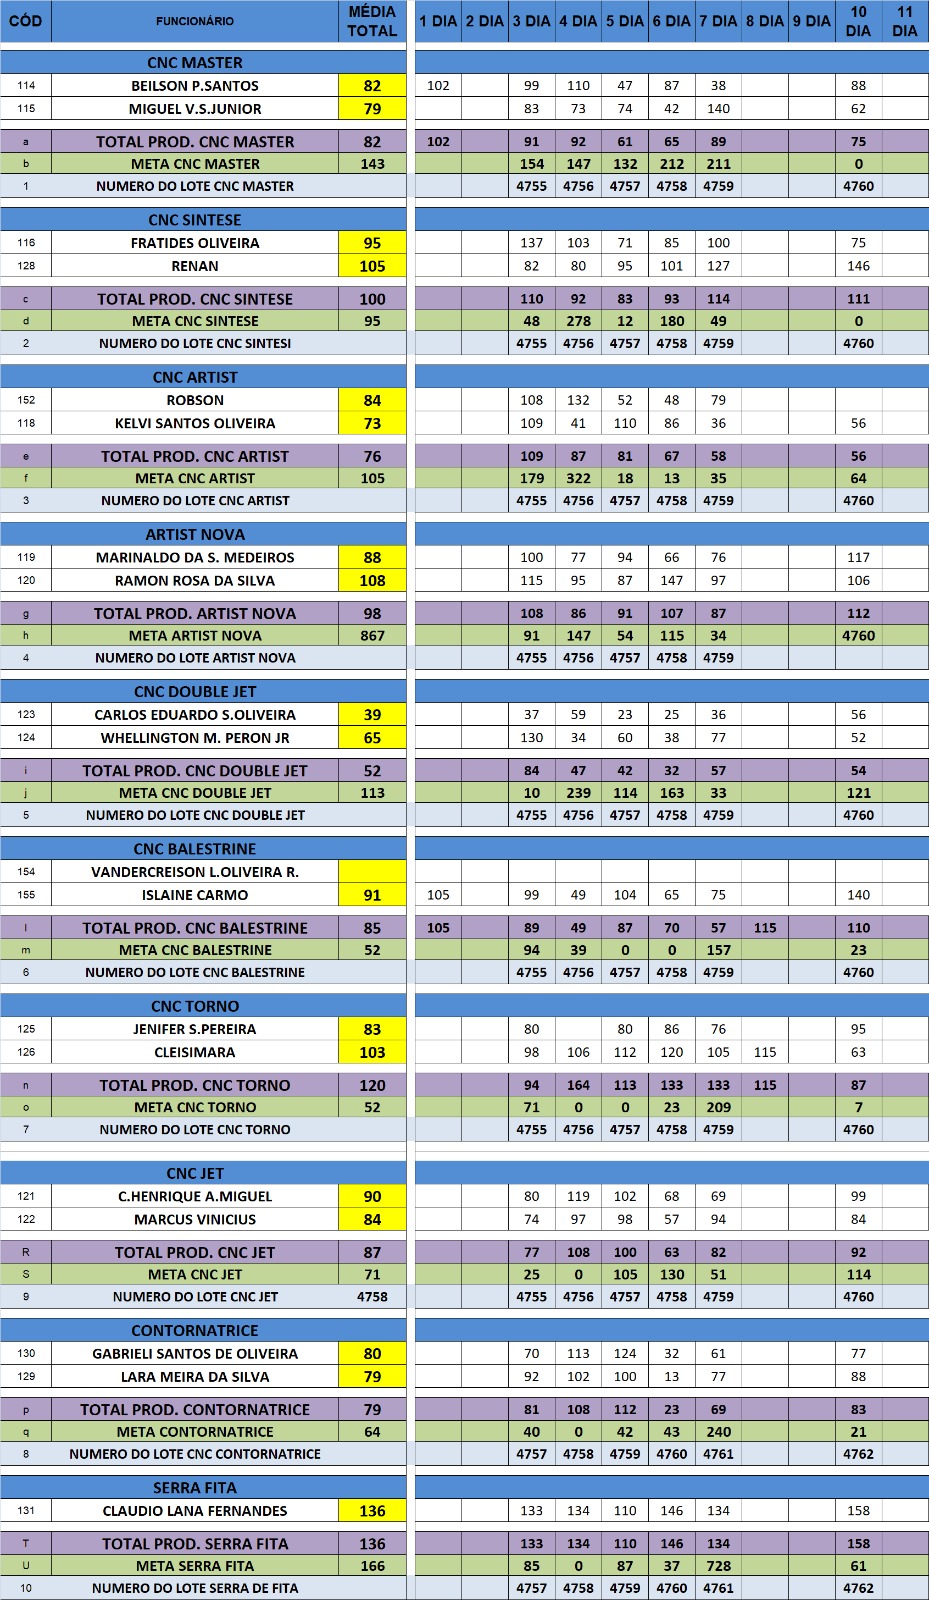 CÓD FUNCIONÁRIO MÉDIA TOTAL 1 DIA 2 DIA 3 DIA 4 DIA 5 DIA 6 DIA 7 DIA 8 DIA 9 DIA 10 DIA 11 DIA
CNC MASTER
114 BEILSON P.SANTOS 82 102 99 110 47 87 38 88
115 MIGUEL V.S.JUNIOR 79 83 73 74 42 140 62
a TOTAL PROD. CNC MASTER 82 102 91 92 61 65 89 75
b META CNC MASTER 143 154 147 132 212 211 0
1 NUMERO DO LOTE CNC MASTER 4755 4756 4757 4758 4759 4760
CNC SINTESE
116 FRATIDES OLIVEIRA 95 137 103 71 85 100 75
128 RENAN 105 82 80 95 101 127 146
c TOTAL PROD. CNC SINTESE 100 110 92 83 93 114 111
d META CNC SINTESE 95 48 278 12 180 49 0
2 NUMERO DO LOTE CNC SINTESI 4755 4756 4757 4758 4759 4760
CNC ARTIST
152 ROBSON 84 108 132 52 48 79
118 KELVI SANTOS OLIVEIRA 73 109 41 110 86 36 56
e TOTAL PROD. CNC ARTIST 76 109 87 81 67 58 56
f META CNC ARTIST 105 179 322 18 13 35 64
3 NUMERO DO LOTE CNC ARTIST 4755 4756 4757 4758 4759 4760
ARTIST NOVA
119 MARINALDO DA S. MEDEIROS 88 100 77 94 66 76 117
120 RAMON ROSA DA SILVA 108 115 95 87 147 97 106
g TOTAL PROD. ARTIST NOVA 98 108 86 91 107 87 112
h META ARTIST NOVA 867 91 147 54 115 34 4760
4 NUMERO DO LOTE ARTIST NOVA 4755 4756 4757 4758 4759
CNC DOUBLE JET
123 CARLOS EDUARDO S.OLIVEIRA 39 37 59 23 25 36 56
124 WHELLINGTON M. PERON JR 65 130 34 60 38 77 52
i TOTAL PROD. CNC DOUBLE JET 52 84 47 42 32 57 54
j META CNC DOUBLE JET 113 10 239 114 163 33 121
5 NUMERO DO LOTE CNC DOUBLE JET 4755 4756 4757 4758 4759 4760
CNC BALESTRINE
154 VANDERCREISON L.OLIVEIRA R.
155 ISLAINE CARMO 91 105 99 49 104 65 75 140
l TOTAL PROD. CNC BALESTRINE 85 105 89 49 87 70 57 115 110
m META CNC BALESTRINE 52 94 39 0 0 157 23
6 NUMERO DO LOTE CNC BALESTRINE 4755 4756 4757 4758 4759 4760
CNC TORNO
125 JENIFER S.PEREIRA 83 80 80 86 76 95
126 CLEISIMARA 103 98 106 112 120 105 115 63
n TOTAL PROD. CNC TORNO 120 94 164 113 133 133 115 87
o META CNC TORNO 52 71 0 0 23 209 7
7 NUMERO DO LOTE CNC TORNO 4755 4756 4757 4758 4759 4760
CNC JET
121 C.HENRIQUE A.MIGUEL 90 80 119 102 68 69 99
122 MARCUS VINICIUS 84 74 97 98 57 94 84
R TOTAL PROD. CNC JET 87 77 108 100 63 82 92
S META CNC JET 71 25 0 105 130 51 114
9 NUMERO DO LOTE CNC JET 4758 4755 4756 4757 4758 4759 4760
CONTORNATRICE
130 GABRIELI SANTOS DE OLIVEIRA 80 70 113 124 32 61 77
129 LARA MEIRA DA SILVA 79 92 102 100 13 77 88
p TOTAL PROD. CONTORNATRICE 79 81 108 112 23 69 83
q META CONTORNATRICE 64 40 0 42 43 240 21
8 NUMERO DO LOTE CNC CONTORNATRICE 4757 4758 4759 4760 4761 4762
SERRA FITA
131 CLAUDIO LANA FERNANDES 136 133 134 110 146 134 158
T TOTAL PROD. SERRA FITA 136 133 134 110 146 134 158
U META SERRA FITA 166 85 0 87 37 728 61
10 NUMERO DO LOTE SERRA DE FITA 4757 4758 4759 4760 4761 4762